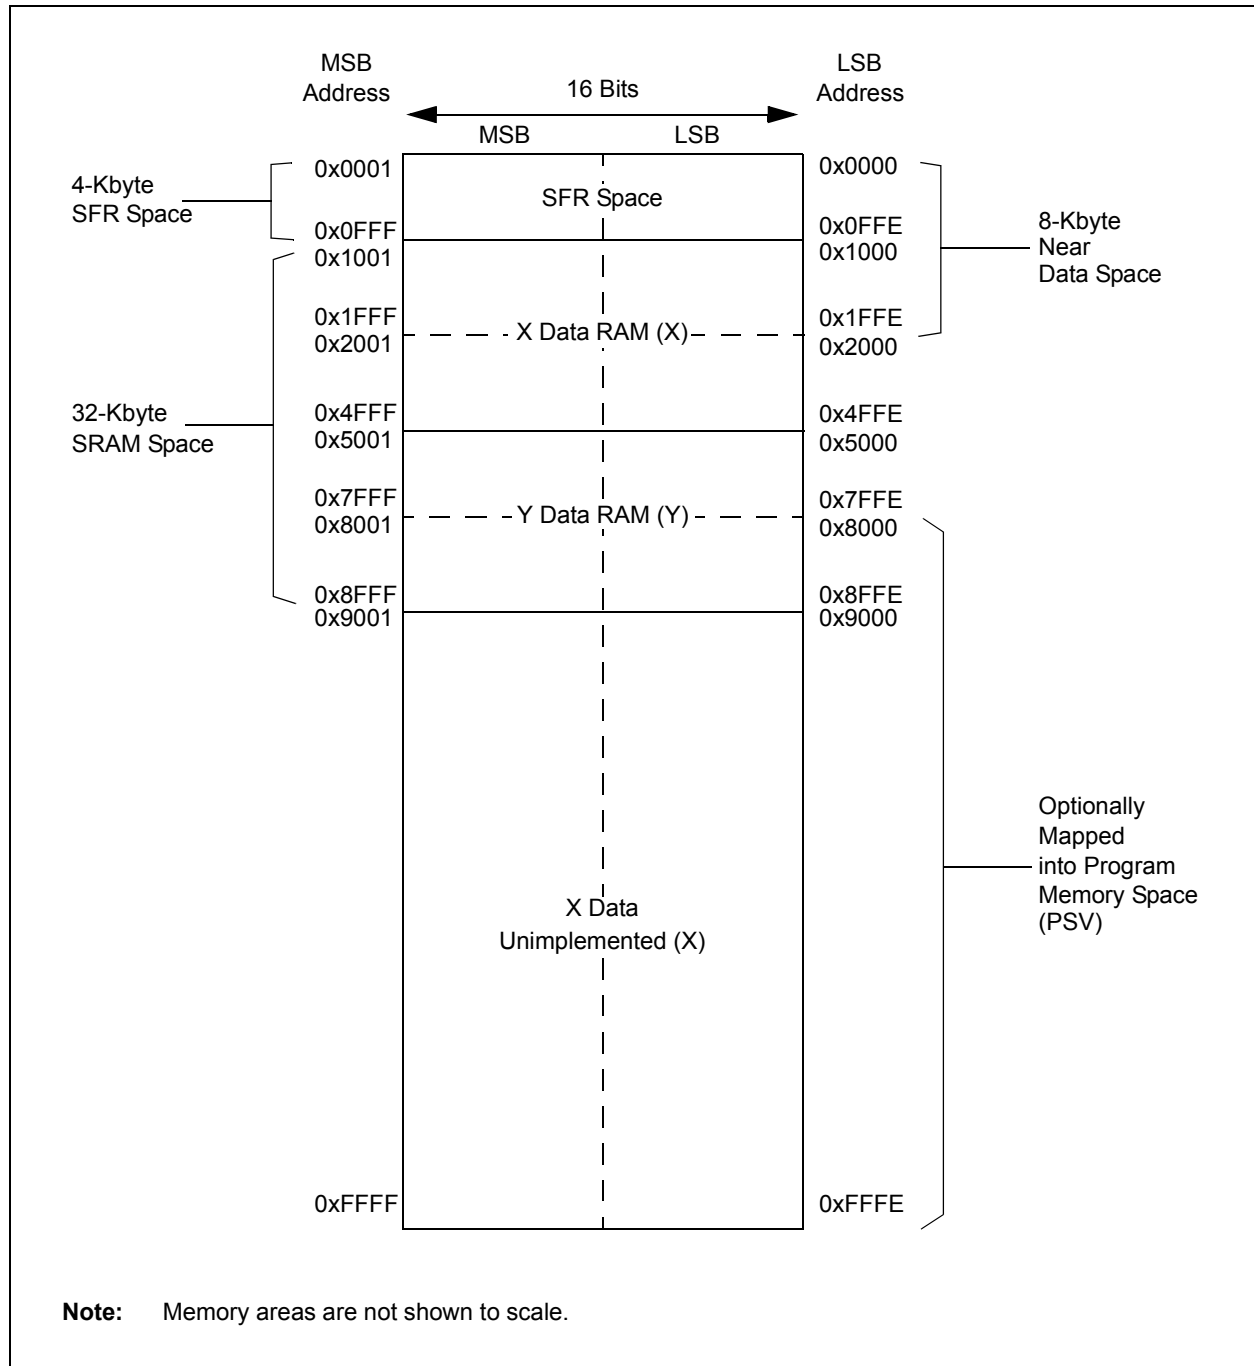 MSB
Address
LSB
Address
16 Bits
MSB
LSB
0x0001
0x0000
4-Kbyte
SFR Space
SFR Space
0x0FFF
0x0FFE
8-Kbyte
Near
Data Space
0x1001
0x1000
0x1FFF
0x1FFE
X Data RAM (X)
0x2001
0x2000
32-Kbyte
SRAM Space
0x4FFF
0x4FFE
0x5001
0x5000
0x7FFF
0x7FFE
Y Data RAM (Y)
0x8001
0x8000
0x8FFF
0x8FFE
0x9001
0x9000
Optionally
Mapped
into Program
Memory Space
(PSV)
X Data
Unimplemented (X)
0xFFFF
0xFFFE
Note: Memory areas are not shown to scale.